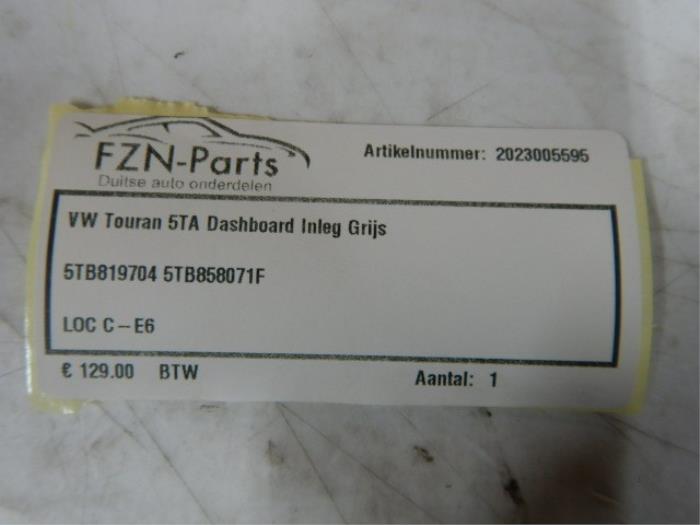 FZN-Parts
Duitse auto onderdelen
Artikelnummer: 2023005595
VW Touran 5TA Dashboard Inleg Grijs
5TB819704 5TB858071F
LOC C-E6
€ 129.00 BTW
Aantal: 1